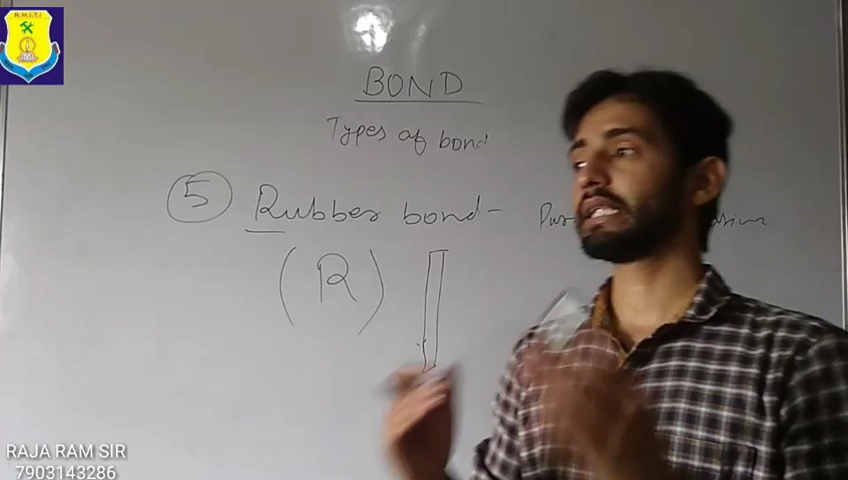 R.M.I.T.I
BOND
Types of bond
5 Rubber bond-
(R)
RAJA RAM SIR
7903143286